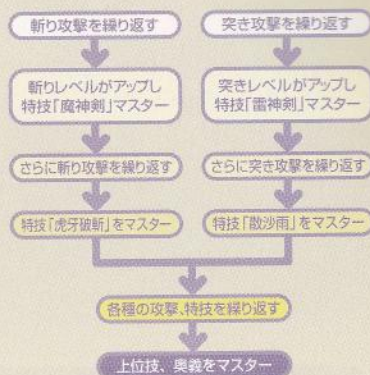 斬り攻撃を繰り返す
斬りレベルがアップし
特技「魔神剣」マスター
さらに斬り攻撃を繰り返す
特技「虎牙破斬」をマスター
突き攻撃を繰り返す
突きレベルがアップし
特技「雷神剣」マスター
さらに突き攻撃を繰り返す
特技「散沙雨」をマスター
各種の攻撃、特技を繰り返す
上位技、奥義をマスター